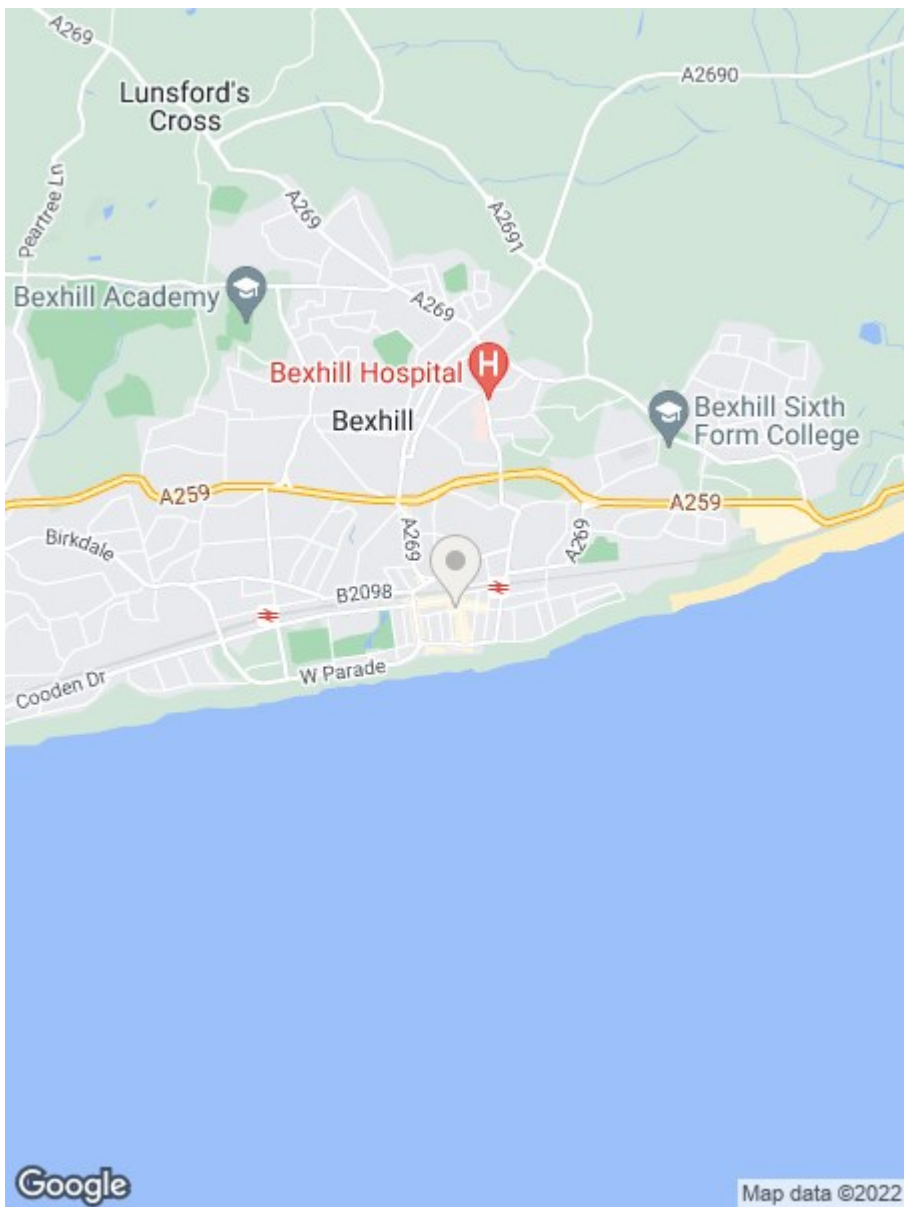 A269
A2690
Lunsford's
Cross
Peartree Ln
A269
A2691
Bexhill Academy
A269
Bexhill Hospital
H
Bexhill
Bexhill Sixth
Form College
A259
A259
Birkdale
A269
A269
B2098
W Parade
Cooden Dr
Google
Map data ©2022